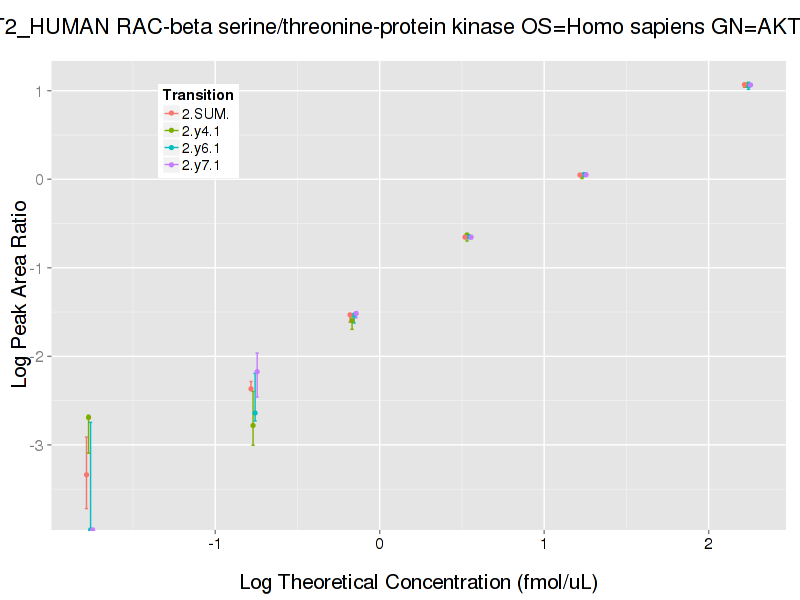 T2_HUMAN RAC-beta serine/threonine-protein kinase OS=Homo sapiens GN=AKT
Transition
2.SUM.
2.y4.1
2.y6.1
2.y7.1
Log Peak Area Ratio
1
0
-1
-2
-3
-1
0
1
2
Log Theoretical Concentration (fmol/uL)